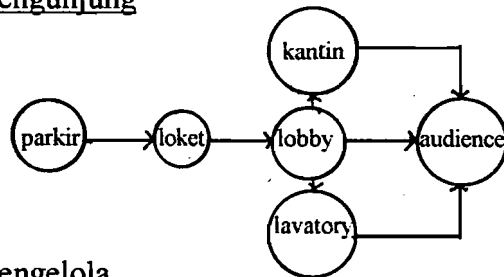 engunjung
kantin
parkir
loket
lobby
audience
lavatory
engelola